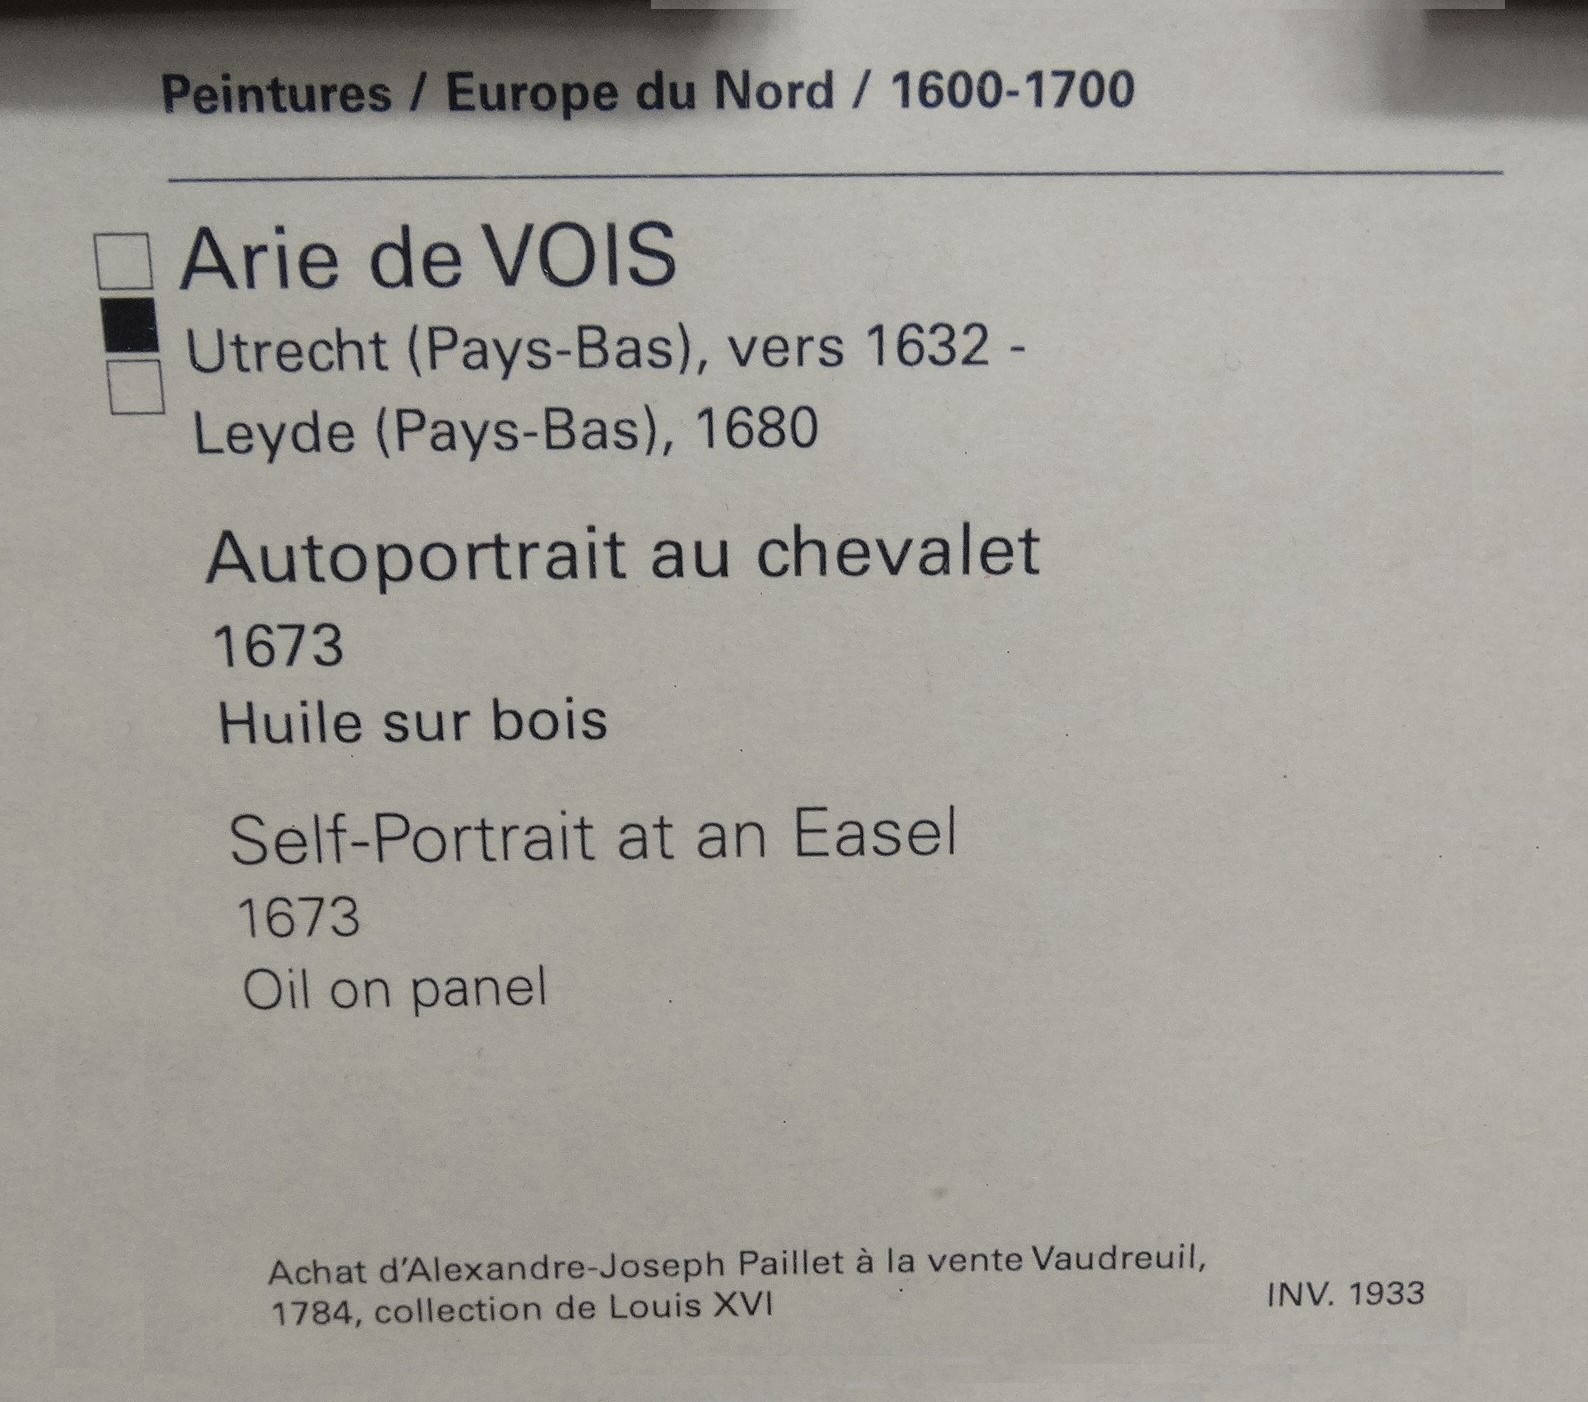 Peintures / Europe du Nord / 1600-1700
Arie de VOIS
Utrecht (Pays-Bas), vers 1632 -
Leyde (Pays-Bas), 1680
Autoportrait au chevalet
1673
Huile sur bois
Self-Portrait at an Easel
1673
Oil on panel
Achat d'Alexandre-Joseph Paillet à la vente Vaudreuil,
1784, collection de Louis XVI
INV. 1933